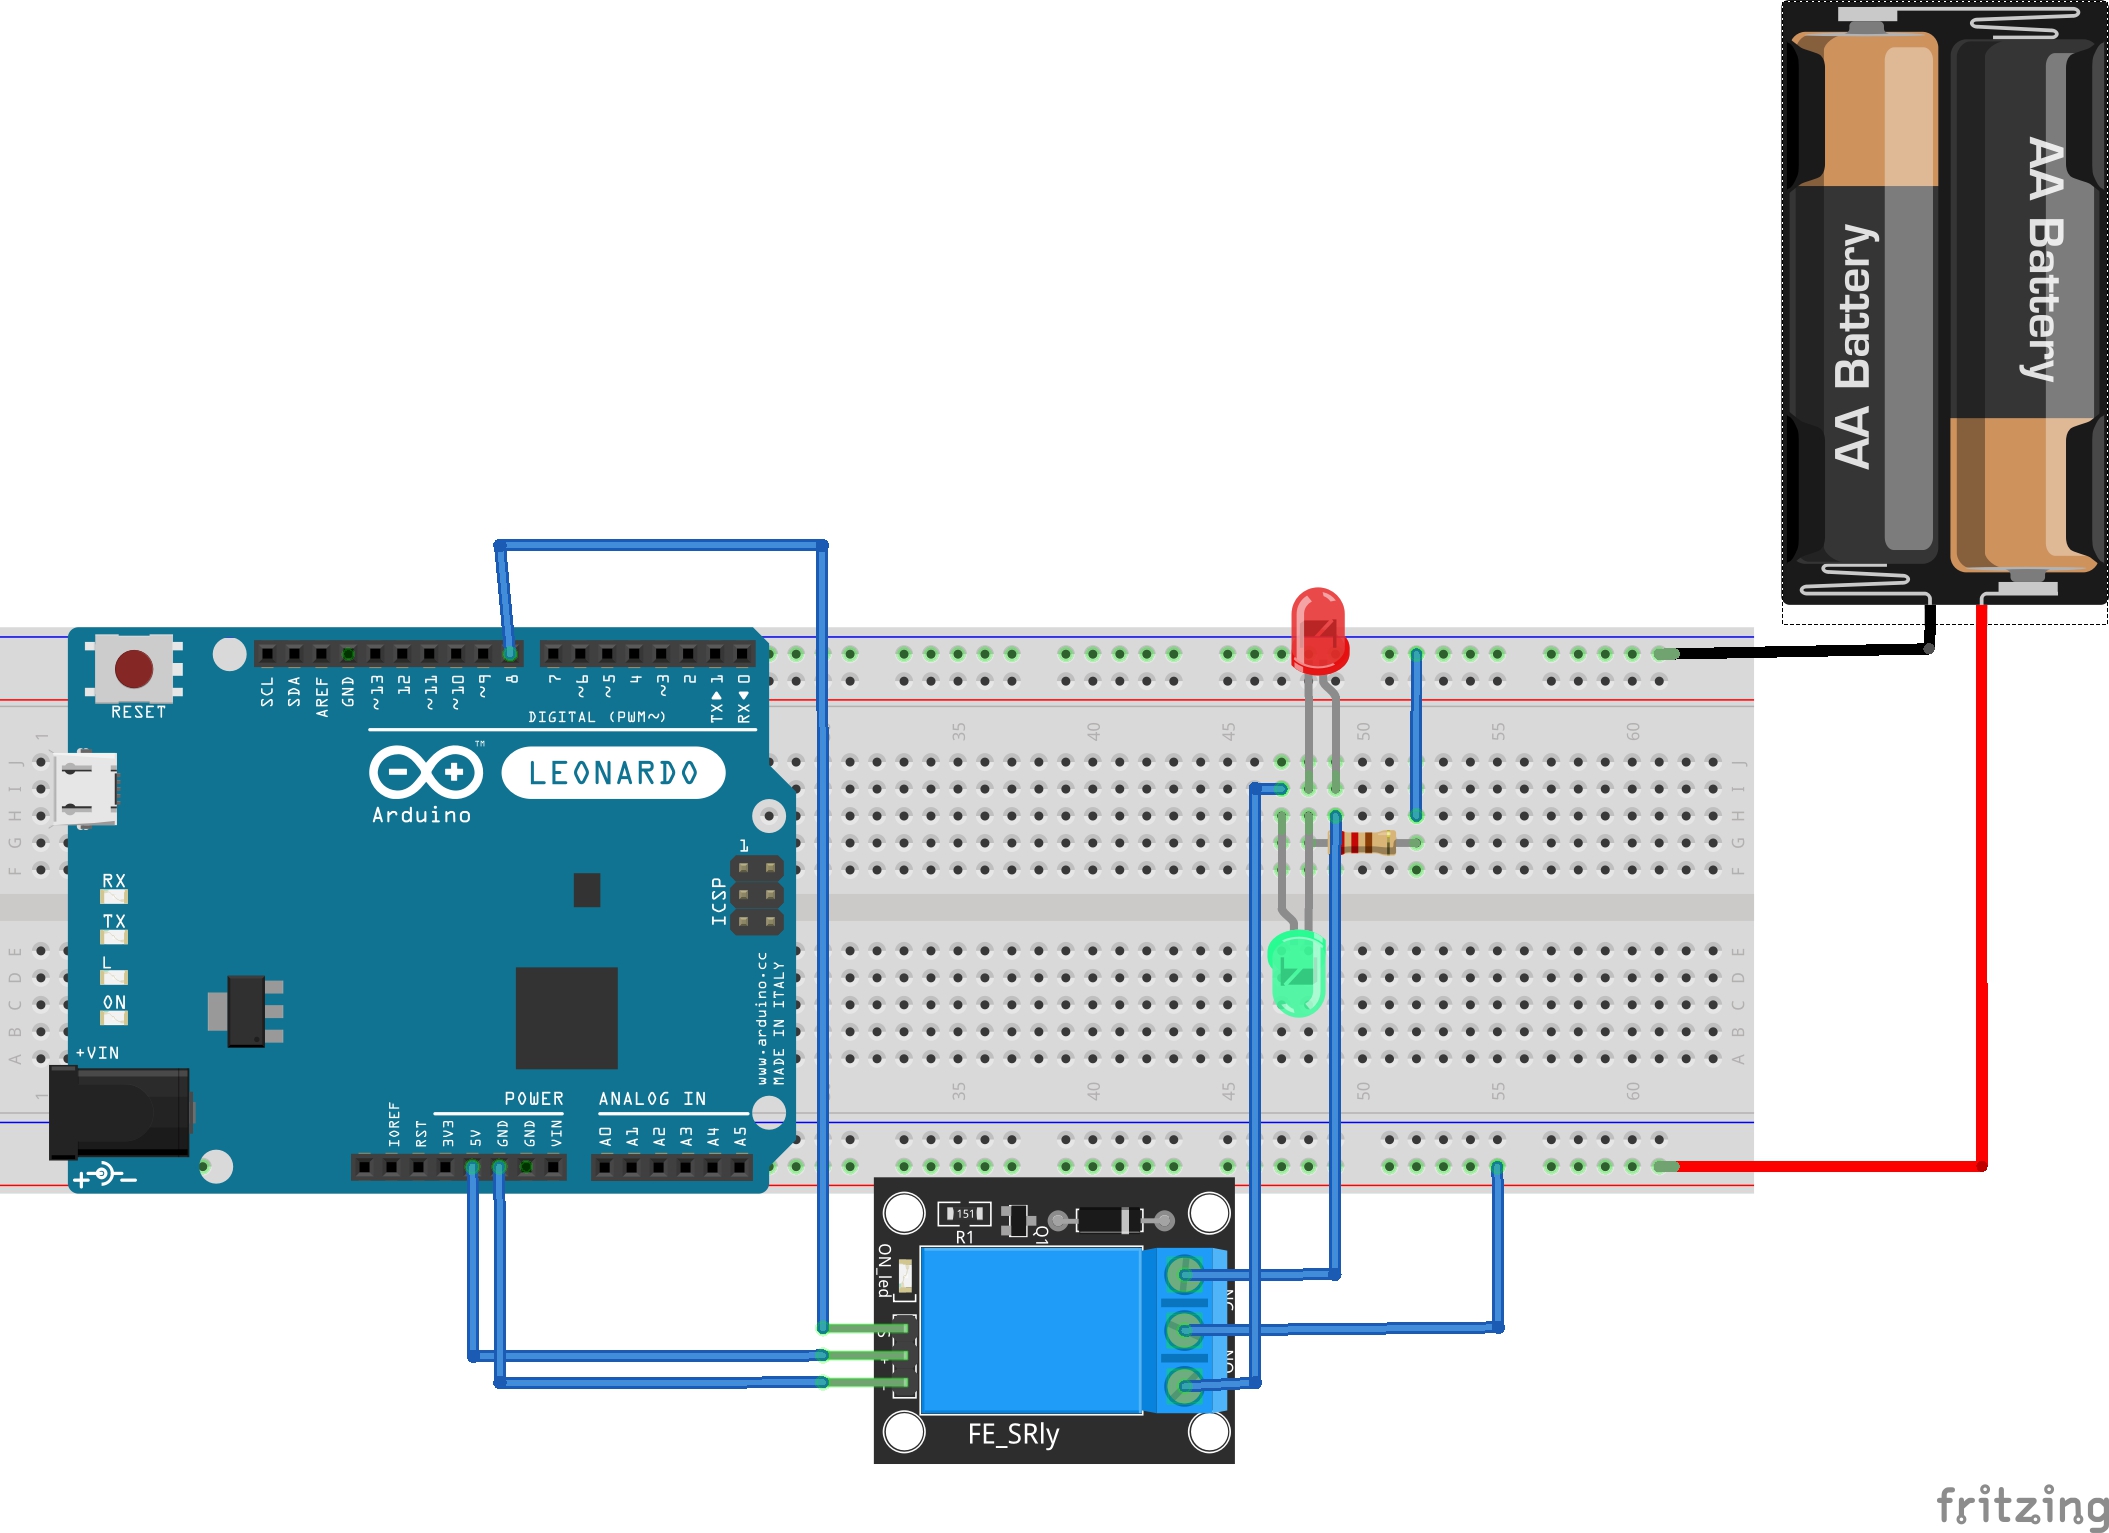 AA Battery
AA Battery
RESET
SCL
SDA
AREF
GND
~13
12
~11
~10
~9
8
7
~6
~5
4
~3
2
TX▶1
RX◀0
DIGITAL (PWM~)
TM
LEONARDO
Arduino
1
ICSP
RX
TX
L
ON
+VIN
www.arduino.cc
MADE IN ITALY
POWER
ANALOG IN
IOREF
RST
3V3
5V
GND
GND
VIN
A0
A1
A2
A3
A4
A5
1
35
40
45
50
55
60
J
I
H
G
F
J
I
H
G
F
E
D
C
B
A
E
D
C
B
A
1
35
40
45
50
55
60
151
R1
Q1
ON_led
S
NC
NO
FE_SRly
fritzing